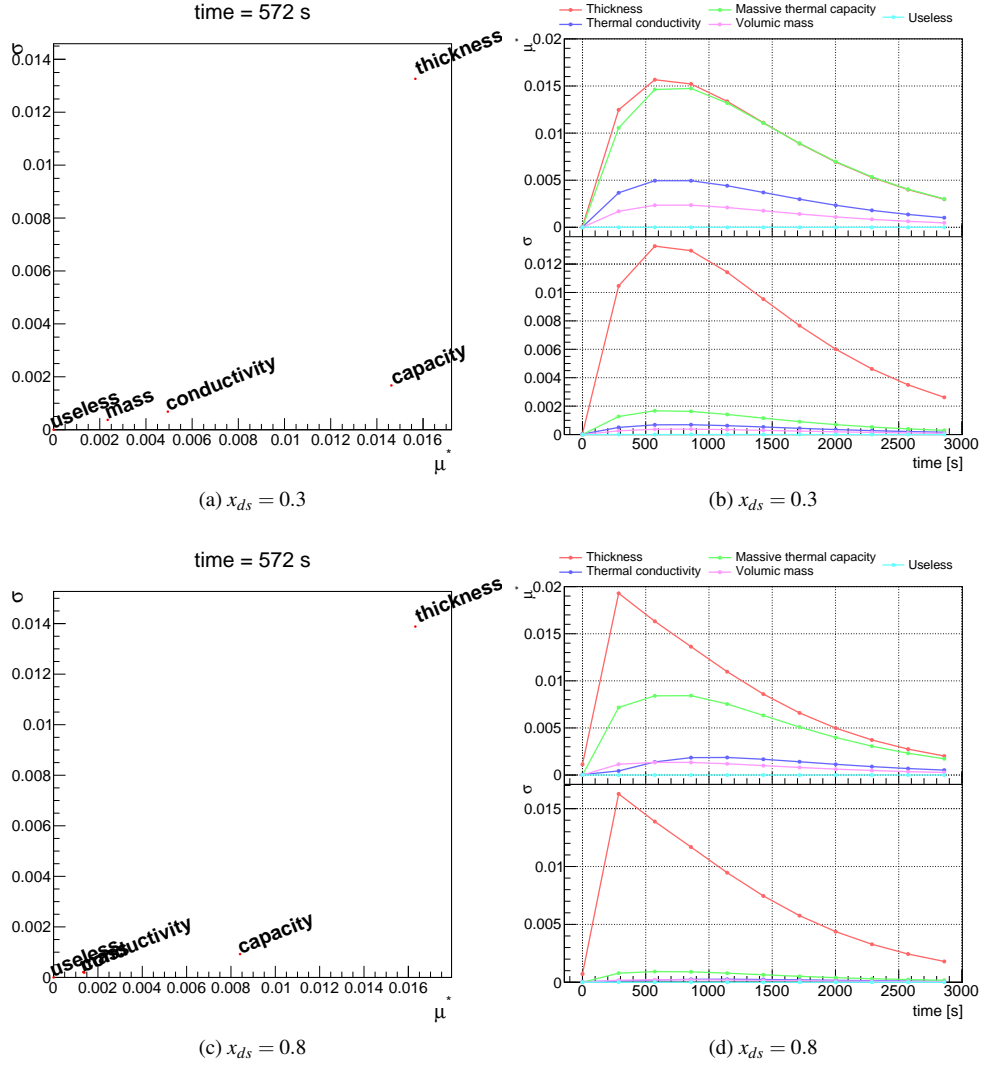 time = 572 s
σ
0.014
0.012
0.01
0.008
0.006
0.004
0.002
0
thickness
capacity
conductivity
mass
useless
0 0.002 0.004 0.006 0.008 0.01 0.012 0.014 0.016
μ*
(a) x_ds = 0.3
Thickness
Thermal conductivity
Massive thermal capacity
Volumic mass
Useless
μ*
0.02
0.015
0.01
0.005
0
σ
0.012
0.01
0.008
0.006
0.004
0.002
0
0 500 1000 1500 2000 2500 3000
time [s]
(b) x_ds = 0.3
time = 572 s
σ
0.014
0.012
0.01
0.008
0.006
0.004
0.002
0
thickness
capacity
conductivity
mass
useless
0 0.002 0.004 0.006 0.008 0.01 0.012 0.014 0.016
μ*
(c) x_ds = 0.8
Thickness
Thermal conductivity
Massive thermal capacity
Volumic mass
Useless
μ*
0.02
0.015
0.01
0.005
0
σ
0.015
0.01
0.005
0
0 500 1000 1500 2000 2500 3000
time [s]
(d) x_ds = 0.8